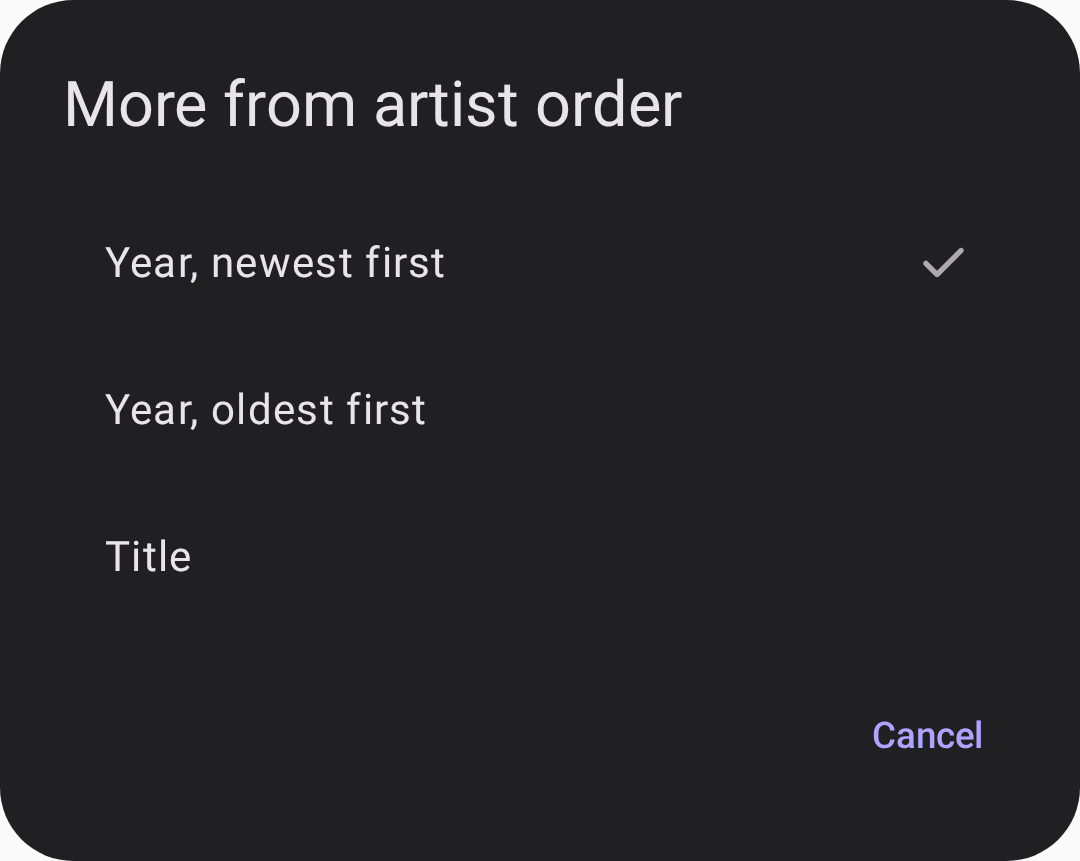 More from artist order
Year, newest first
Year, oldest first
Title
Cancel